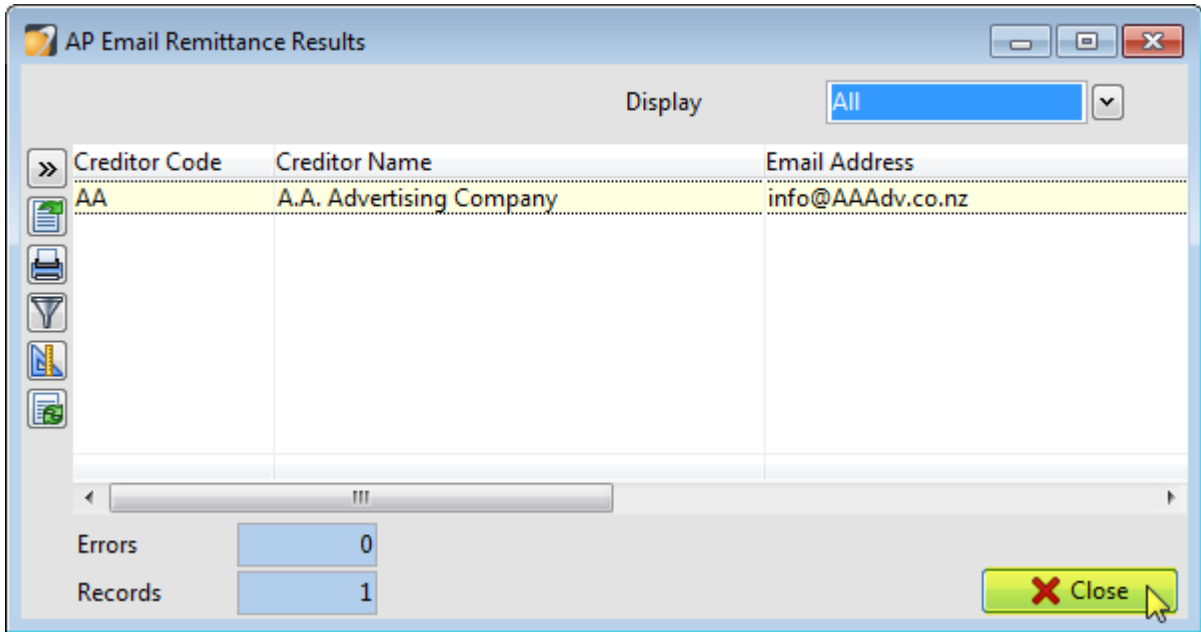 AP Email Remittance Results
Display All
Creditor Code Creditor Name Email Address
AA A.A. Advertising Company info@AAAdv.co.nz
Errors 0
Records 1
Close